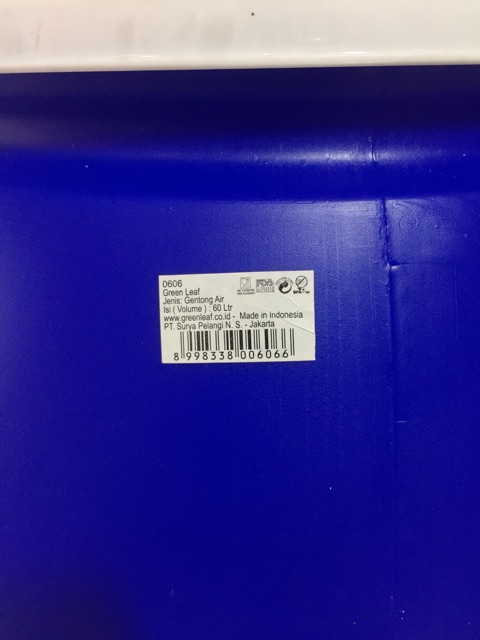 0606
Green Leaf
Jenis: Gentong Air
Isi ( Volume ) : 60 Ltr
www.greenleaf.co.id - Made in Indonesia
PT. Surya Pelangi N. S. - Jakarta
8 998338 006066
FDA